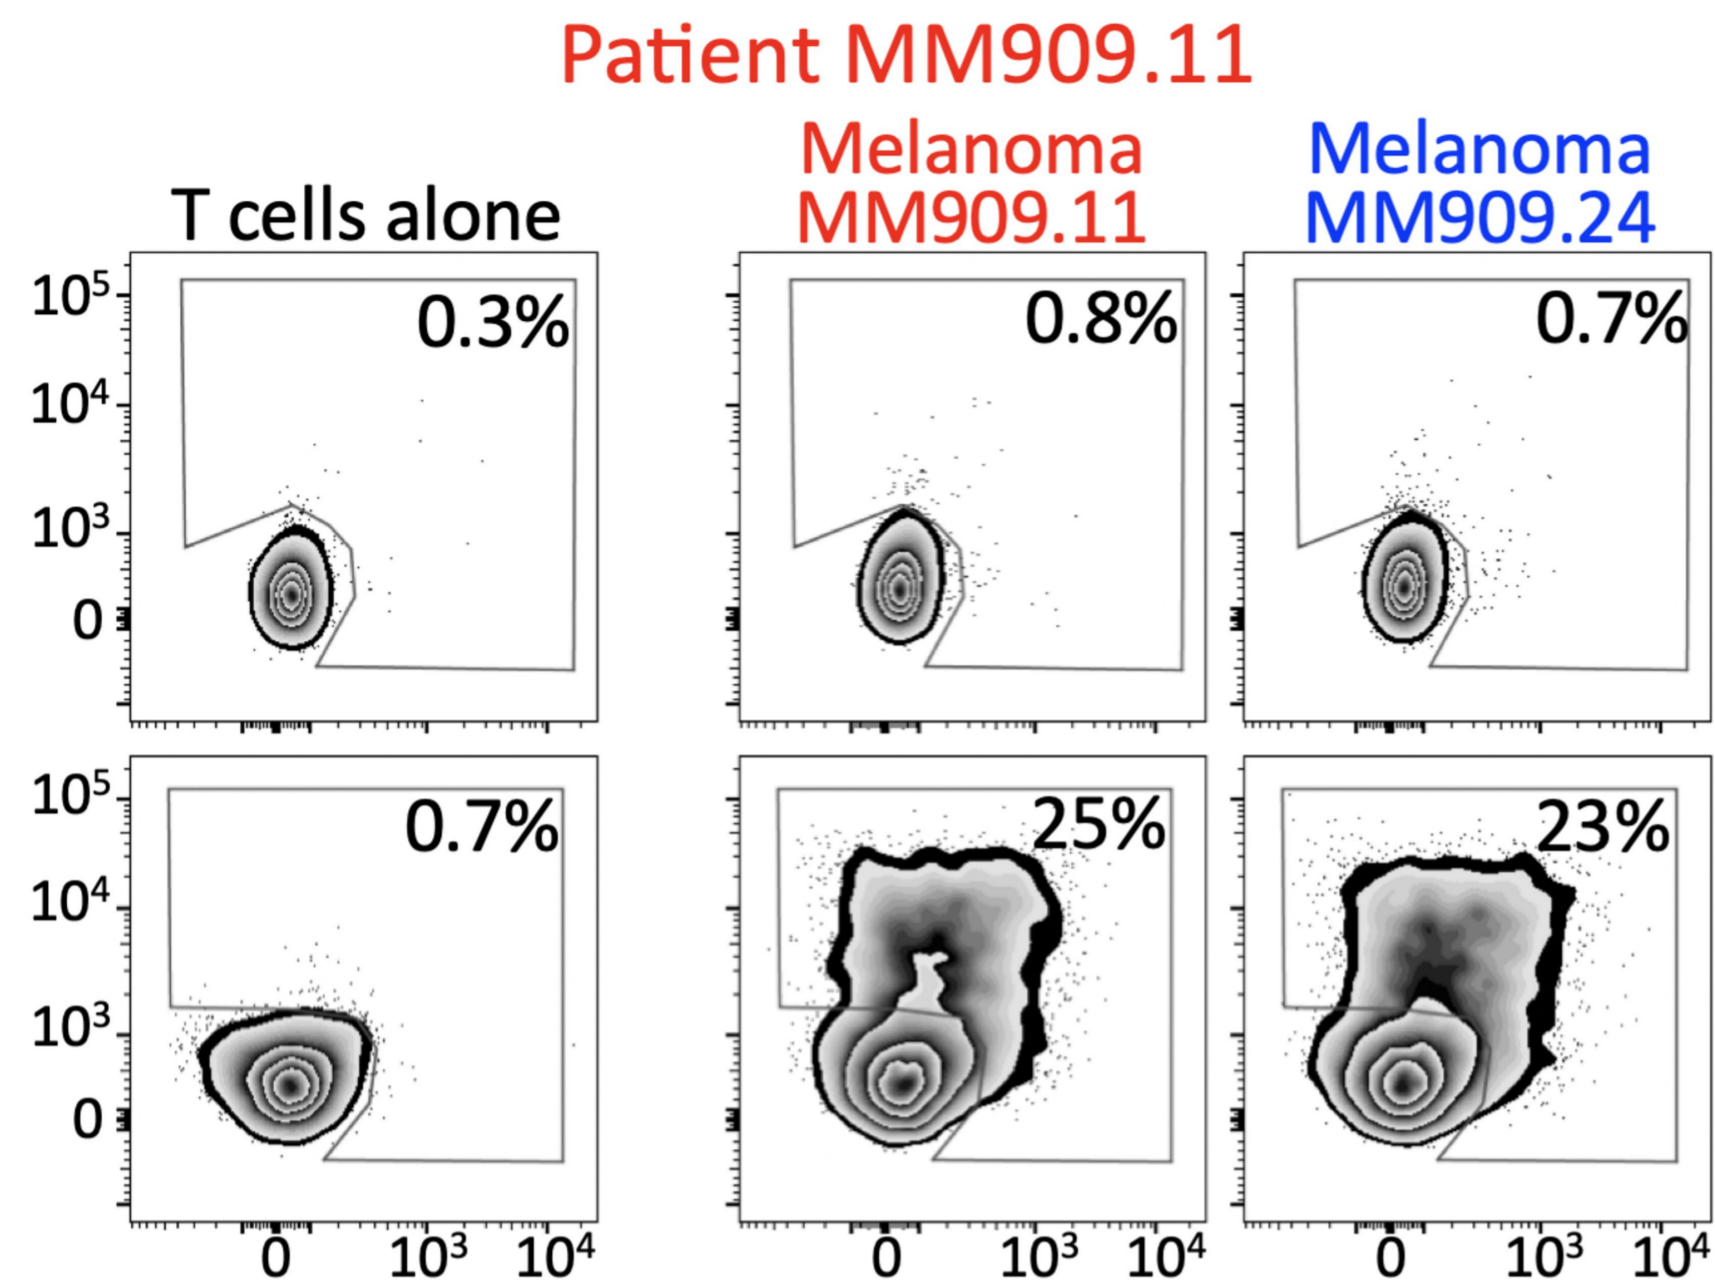 Patient MM909.11
Melanoma Melanoma
T cells alone MM909.11 MM909.24
10⁵ 0.3% 0.8% 0.7%
10⁴
10³
0
10⁵ 0.7% 25% 23%
10⁴
10³
0
0 10³ 10⁴ 0 10³ 10⁴ 0 10³ 10⁴